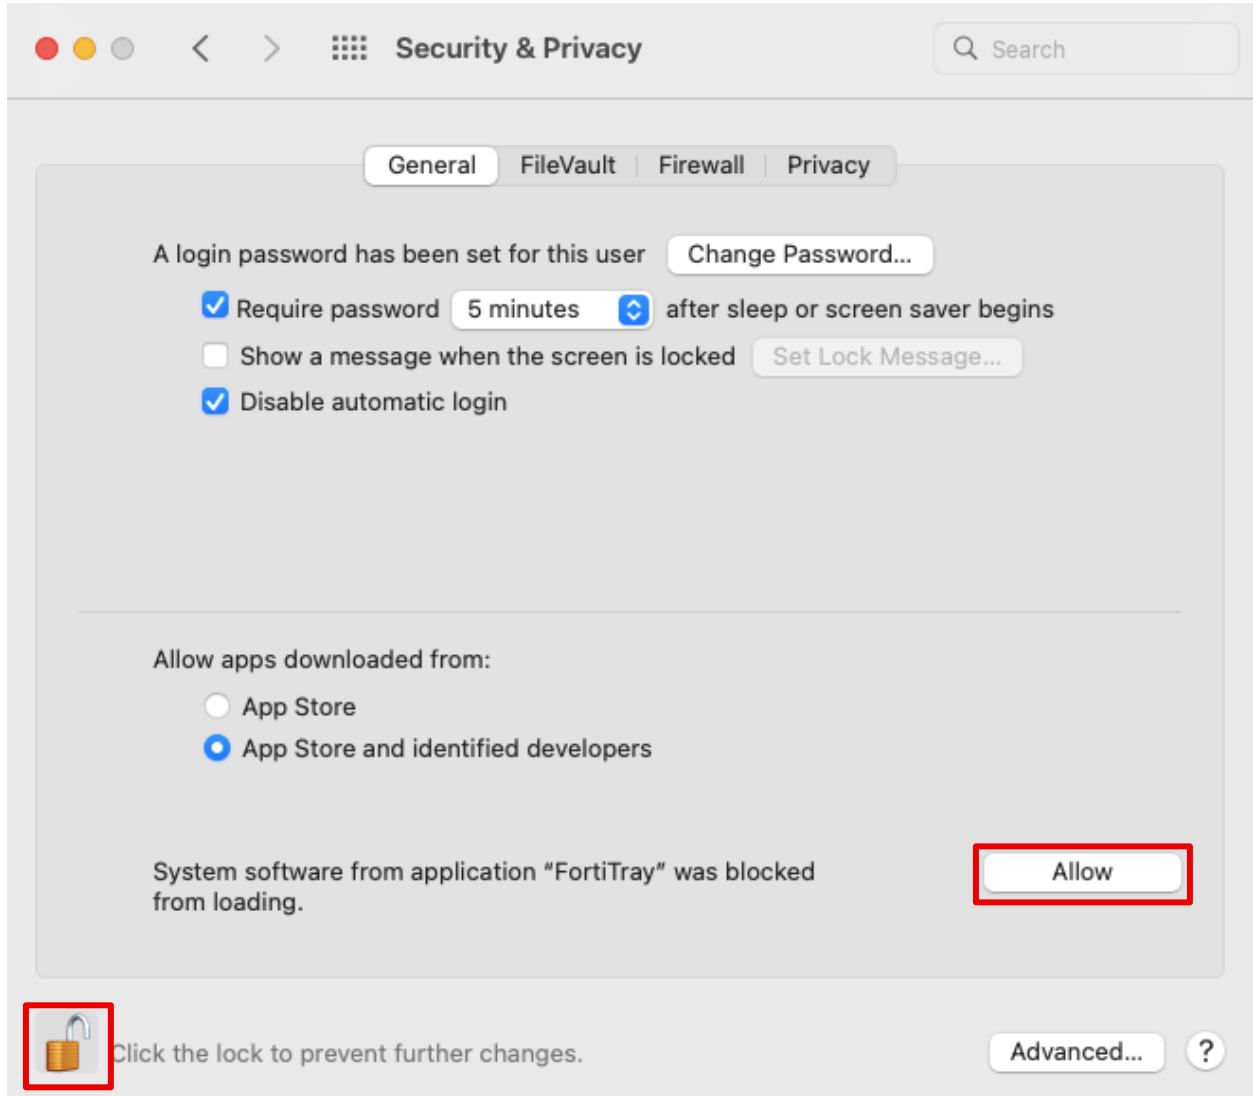 Security & Privacy
Search
General
FileVault
Firewall
Privacy
A login password has been set for this user
Change Password...
Require password
5 minutes
after sleep or screen saver begins
Show a message when the screen is locked
Set Lock Message...
Disable automatic login
Allow apps downloaded from:
App Store
App Store and identified developers
System software from application “FortiTray” was blocked
from loading.
Allow
Click the lock to prevent further changes.
Advanced...
?